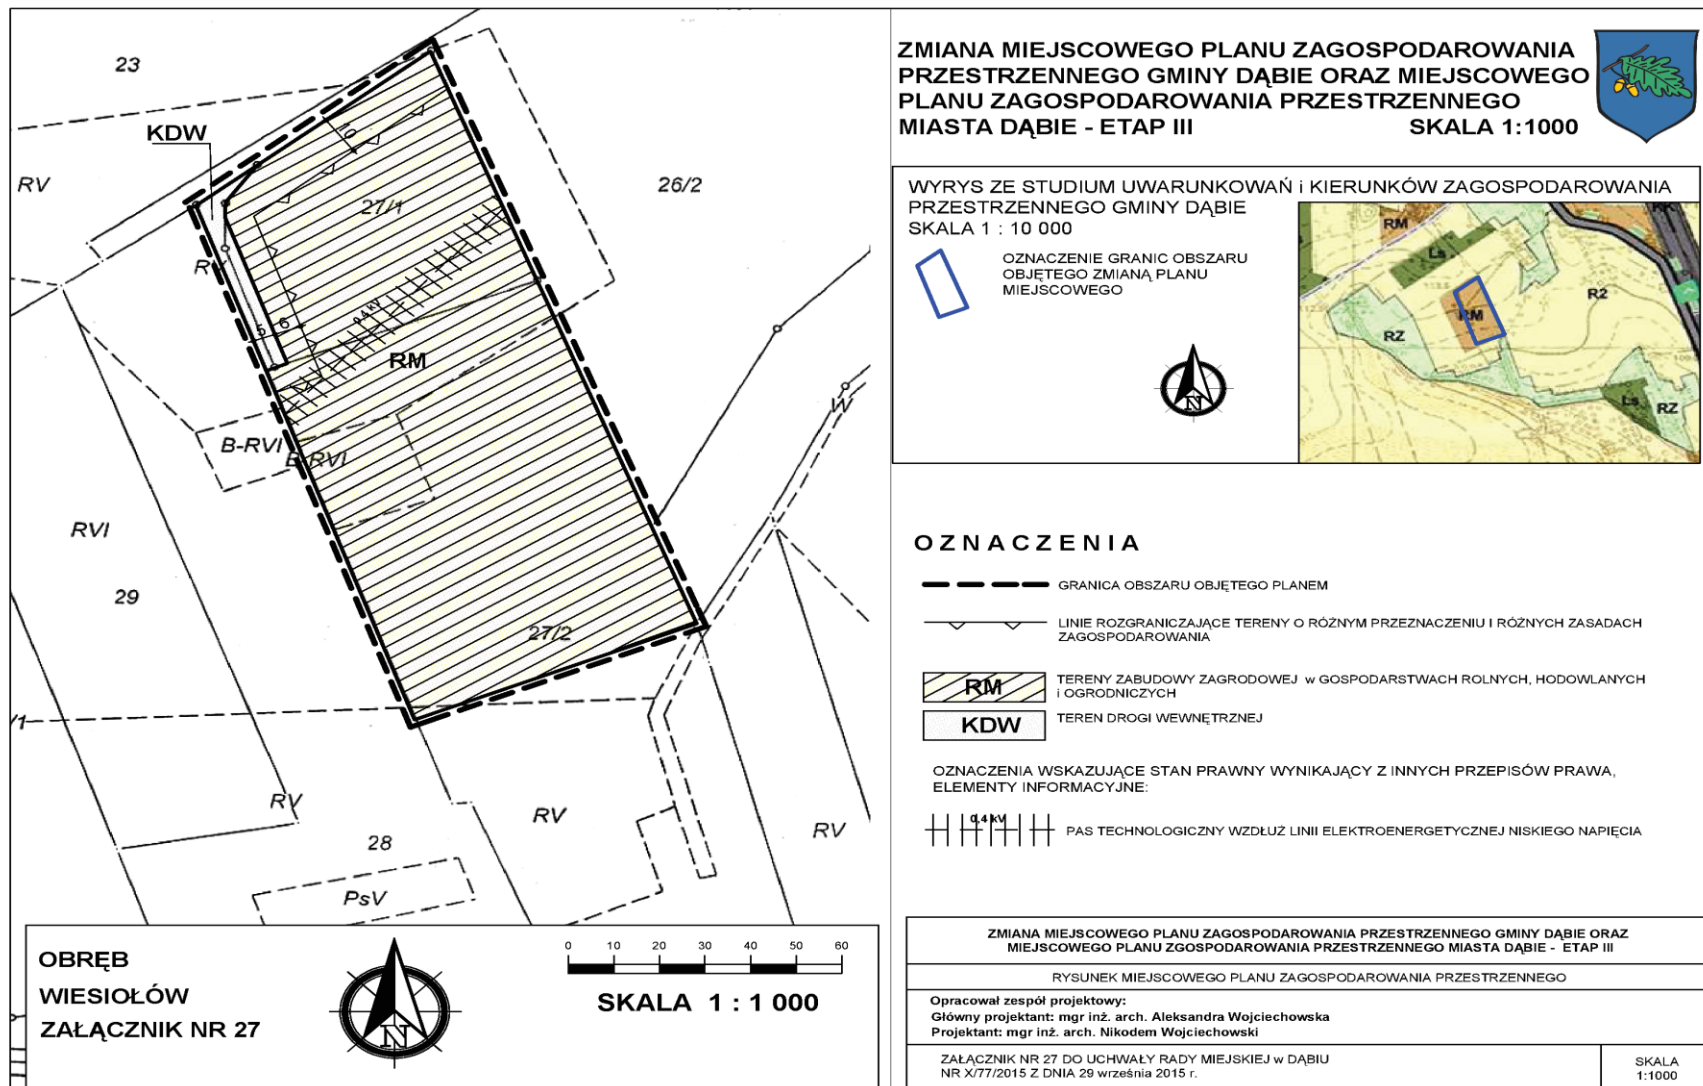 23
KDW
RV
10
27/1
26/2
RV
0,4 kV
5
6
RM
W
B-RVI
B-RVI
RVI
29
27/2
/1
RV
RV
RV
28
PsV
OBRĘB
WIESIOŁÓW
ZAŁĄCZNIK NR 27
N
0 10 20 30 40 50 60
SKALA 1 : 1 000
ZMIANA MIEJSCOWEGO PLANU ZAGOSPODAROWANIA
PRZESTRZENNEGO GMINY DĄBIE ORAZ MIEJSCOWEGO
PLANU ZAGOSPODAROWANIA PRZESTRZENNEGO
MIASTA DĄBIE - ETAP III SKALA 1:1000
WYRYS ZE STUDIUM UWARUNKOWAŃ i KIERUNKÓW ZAGOSPODAROWANIA
PRZESTRZENNEGO GMINY DĄBIE
SKALA 1 : 10 000
OZNACZENIE GRANIC OBSZARU
OBJĘTEGO ZMIANĄ PLANU
MIEJSCOWEGO
N
RM
Ls
R2
RM
RZ
Ls
RZ
OZNACZENIA
GRANICA OBSZARU OBJĘTEGO PLANEM
LINIE ROZGRANICZAJĄCE TERENY O RÓŻNYM PRZEZNACZENIU I RÓŻNYCH ZASADACH
ZAGOSPODAROWANIA
RM
TERENY ZABUDOWY ZAGRODOWEJ w GOSPODARSTWACH ROLNYCH, HODOWLANYCH
i OGRODNICZYCH
KDW
TEREN DROGI WEWNĘTRZNEJ
OZNACZENIA WSKAZUJĄCE STAN PRAWNY WYNIKAJĄCY Z INNYCH PRZEPISÓW PRAWA,
ELEMENTY INFORMACYJNE:
0,4 kV
PAS TECHNOLOGICZNY WZDŁUŻ LINII ELEKTROENERGETYCZNEJ NISKIEGO NAPIĘCIA
ZMIANA MIEJSCOWEGO PLANU ZAGOSPODAROWANIA PRZESTRZENNEGO GMINY DĄBIE ORAZ
MIEJSCOWEGO PLANU ZGOSPODAROWANIA PRZESTRZENNEGO MIASTA DĄBIE - ETAP III
RYSUNEK MIEJSCOWEGO PLANU ZAGOSPODAROWANIA PRZESTRZENNEGO
Opracował zespół projektowy:
Główny projektant: mgr inż. arch. Aleksandra Wojciechowska
Projektant: mgr inż. arch. Nikodem Wojciechowski
ZAŁĄCZNIK NR 27 DO UCHWAŁY RADY MIEJSKIEJ w DĄBIU
NR X/77/2015 Z DNIA 29 września 2015 r.
SKALA
1:1000